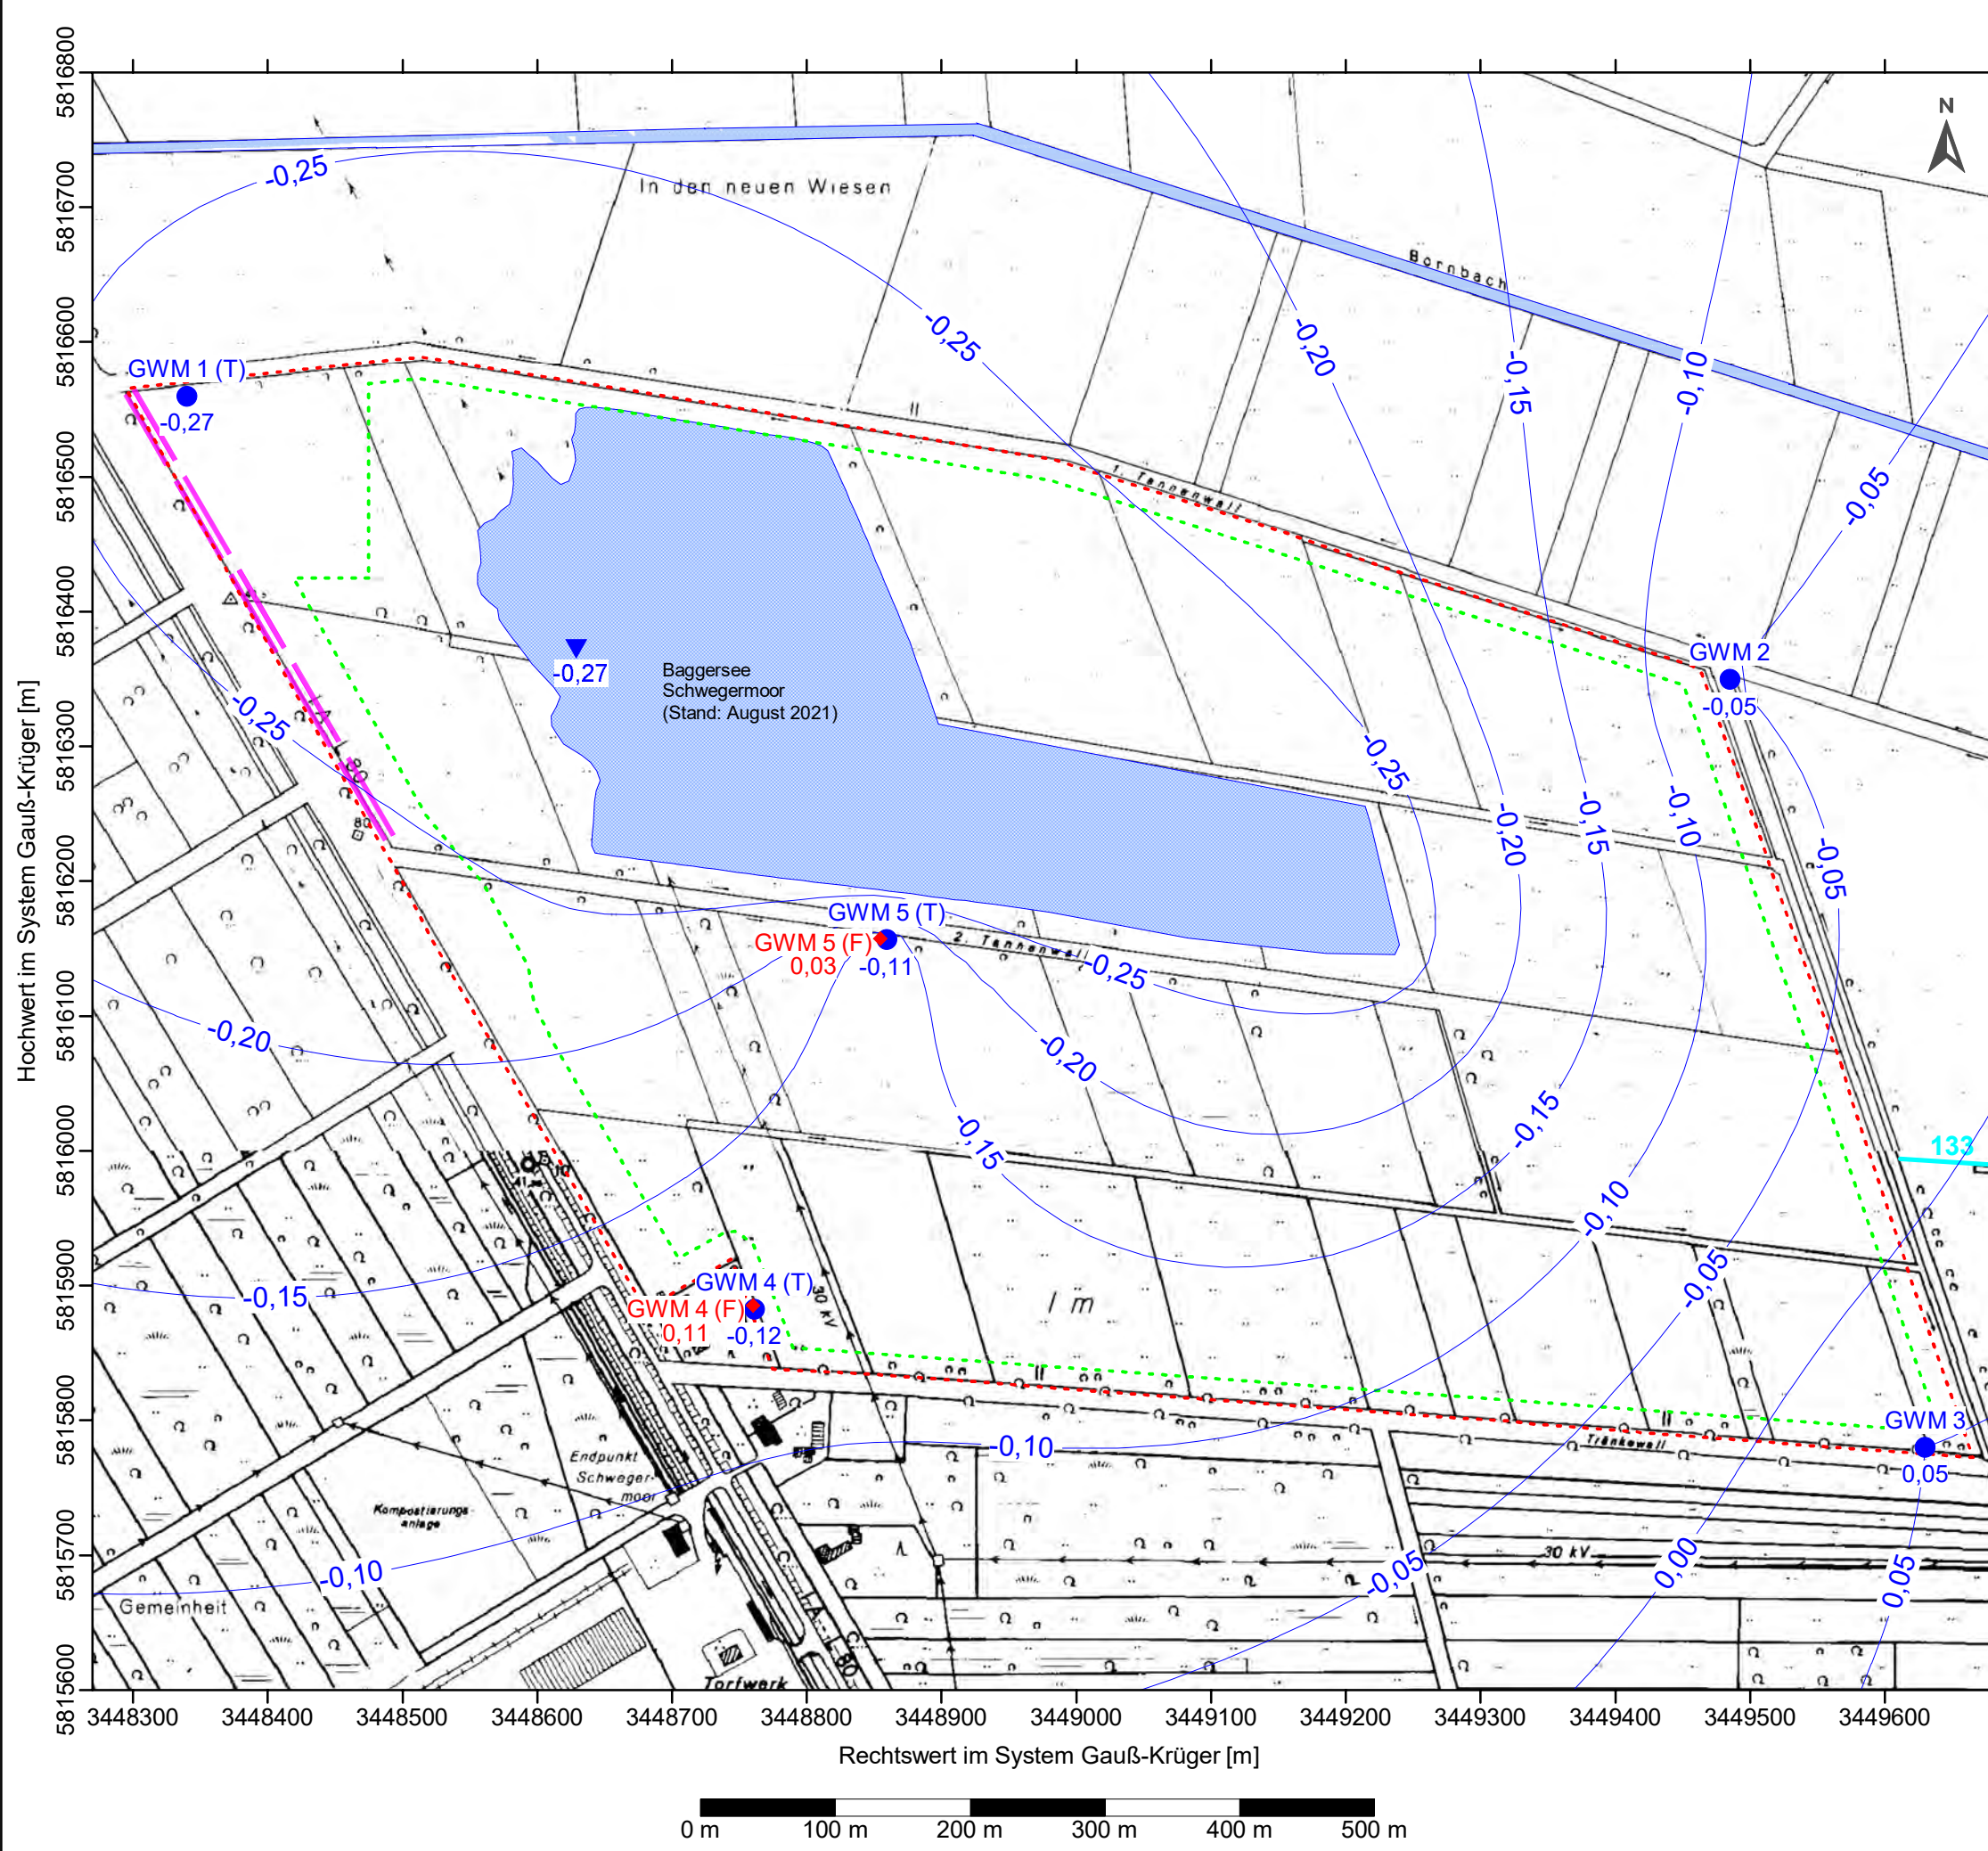 5816800
5816700
5816600
5816500
5816400
5816300
5816200
5816100
5816000
5815900
5815800
5815700
5815600
Hochwert im System Gauß-Krüger [m]
N
-0,25
In den neuen Wiesen
Bornbach
-0,25
-0,20
-0,15
-0,10
-0,05
GWM 1 (T)
-0,27
1. Tannenwall
-0,27
Baggersee
Schwegermoor
(Stand: August 2021)
GWM 2
-0,05
-0,25
-0,25
-0,20
-0,15
-0,10
-0,05
80
GWM 5 (T)
GWM 5 (F)
0,03
-0,11
2. Tannenwall
-0,25
-0,20
-0,20
-0,15
-0,15
-0,10
-0,05
133
-0,15
GWM 4 (T)
GWM 4 (F)
0,11
-0,12
30 kV
I m
GWM 3
0,05
Tränkewall
-0,10
Endpunkt
Schweger-
moor
Kompostierungs-
anlage
-0,10
Gemeinheit
30 kV
-0,05
0,00
0,05
80
Torfwerk
3448300 3448400 3448500 3448600 3448700 3448800 3448900 3449000 3449100 3449200 3449300 3449400 3449500 3449600
Rechtswert im System Gauß-Krüger [m]
0 m 100 m 200 m 300 m 400 m 500 m